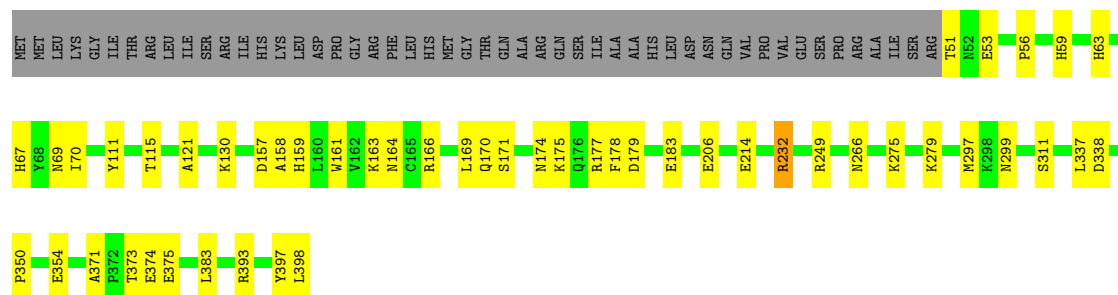 MET MET LEU LYS GLY ILE THR ARG LEU ILE SER ARG ILE HIS LYS LEU ASP PRO GLY ARG PHE LEU HIS MET GLY THR GLN ALA ARG GLN SER ILE ALA ALA HIS LEU ASP ASN GLN VAL PRO VAL GLU SER PRO ARG ALA ILE SER ARG T51 N52 E53 P56 H59 H63
H67 Y68 N69 I70 Y111 T115 A121 K130 D157 A158 H159 L160 W161 V162 K163 N164 C165 R166 L169 Q170 S171 N174 K175 Q176 R177 F178 D179 E183 E206 E214 R232 R249 N266 K275 K279 M297 K298 N299 S311 L337 D338
P350 E354 A371 P372 T373 E374 E375 L383 R393 Y397 L398